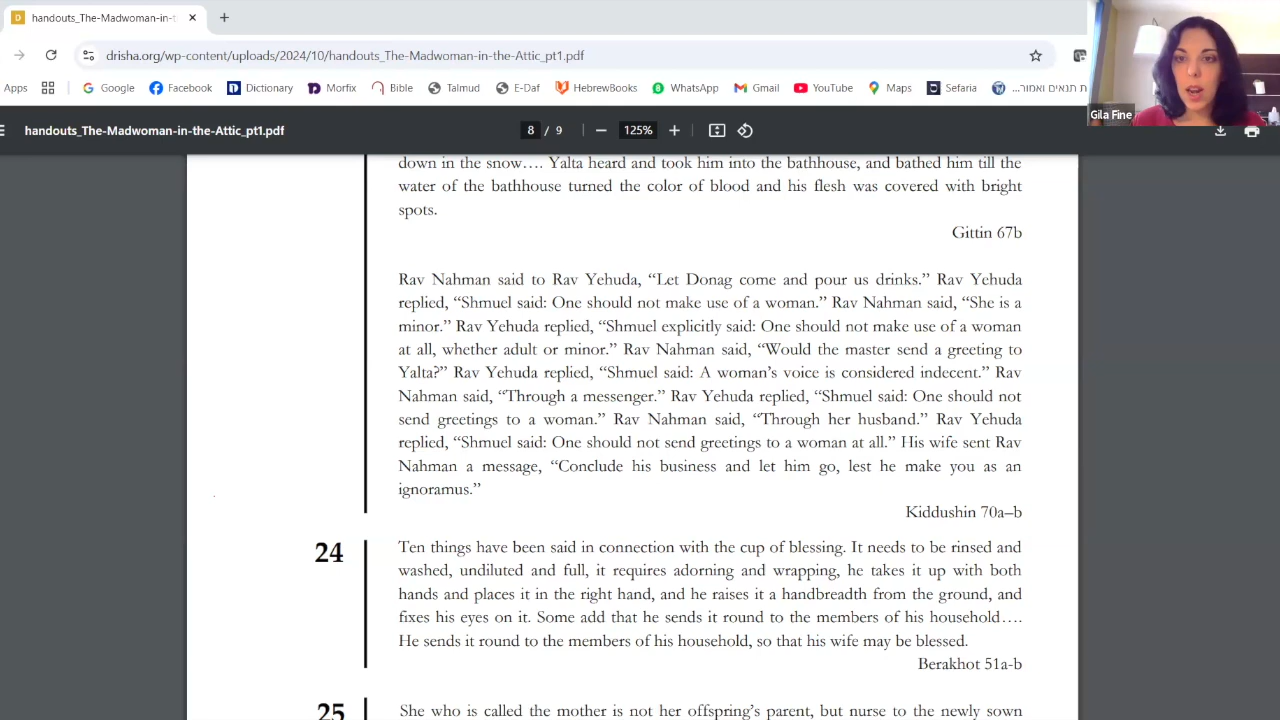 handouts_The-Madwoman-in-t
drisha.org/wp-content/uploads/2024/10/handouts_The-Madwoman-in-the-Attic_pt1.pdf
Apps Google Facebook Dictionary Morfix Bible Talmud E-Daf HebrewBooks WhatsApp Gmail YouTube Maps Sefaria ת תנאים ואמור...
Gila Fine
handouts_The-Madwoman-in-the-Attic_pt1.pdf 8 / 9 125%
down in the snow…. Yalta heard and took him into the bathhouse, and bathed him till the
water of the bathhouse turned the color of blood and his flesh was covered with bright
spots.
Gittin 67b
Rav Nahman said to Rav Yehuda, “Let Donag come and pour us drinks.” Rav Yehuda
replied, “Shmuel said: One should not make use of a woman.” Rav Nahman said, “She is a
minor.” Rav Yehuda replied, “Shmuel explicitly said: One should not make use of a woman
at all, whether adult or minor.” Rav Nahman said, “Would the master send a greeting to
Yalta?” Rav Yehuda replied, “Shmuel said: A woman’s voice is considered indecent.” Rav
Nahman said, “Through a messenger.” Rav Yehuda replied, “Shmuel said: One should not
send greetings to a woman.” Rav Nahman said, “Through her husband.” Rav Yehuda
replied, “Shmuel said: One should not send greetings to a woman at all.” His wife sent Rav
Nahman a message, “Conclude his business and let him go, lest he make you as an
ignoramus.”
Kiddushin 70a–b
24
Ten things have been said in connection with the cup of blessing. It needs to be rinsed and
washed, undiluted and full, it requires adorning and wrapping, he takes it up with both
hands and places it in the right hand, and he raises it a handbreadth from the ground, and
fixes his eyes on it. Some add that he sends it round to the members of his household….
He sends it round to the members of his household, so that his wife may be blessed.
Berakhot 51a-b
25
She who is called the mother is not her offspring’s parent, but nurse to the newly sown